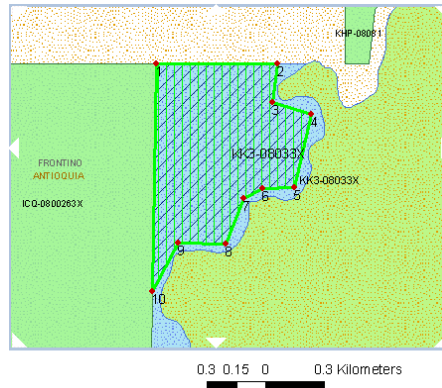 KHP-08081
1
2
3
4
KK3-08033X
FRONTINO
ANTIOQUIA
5
KK3-08033X
6
7
ICQ-0800263X
8
9
10
0.3 0.15 0 0.3 Kilometers